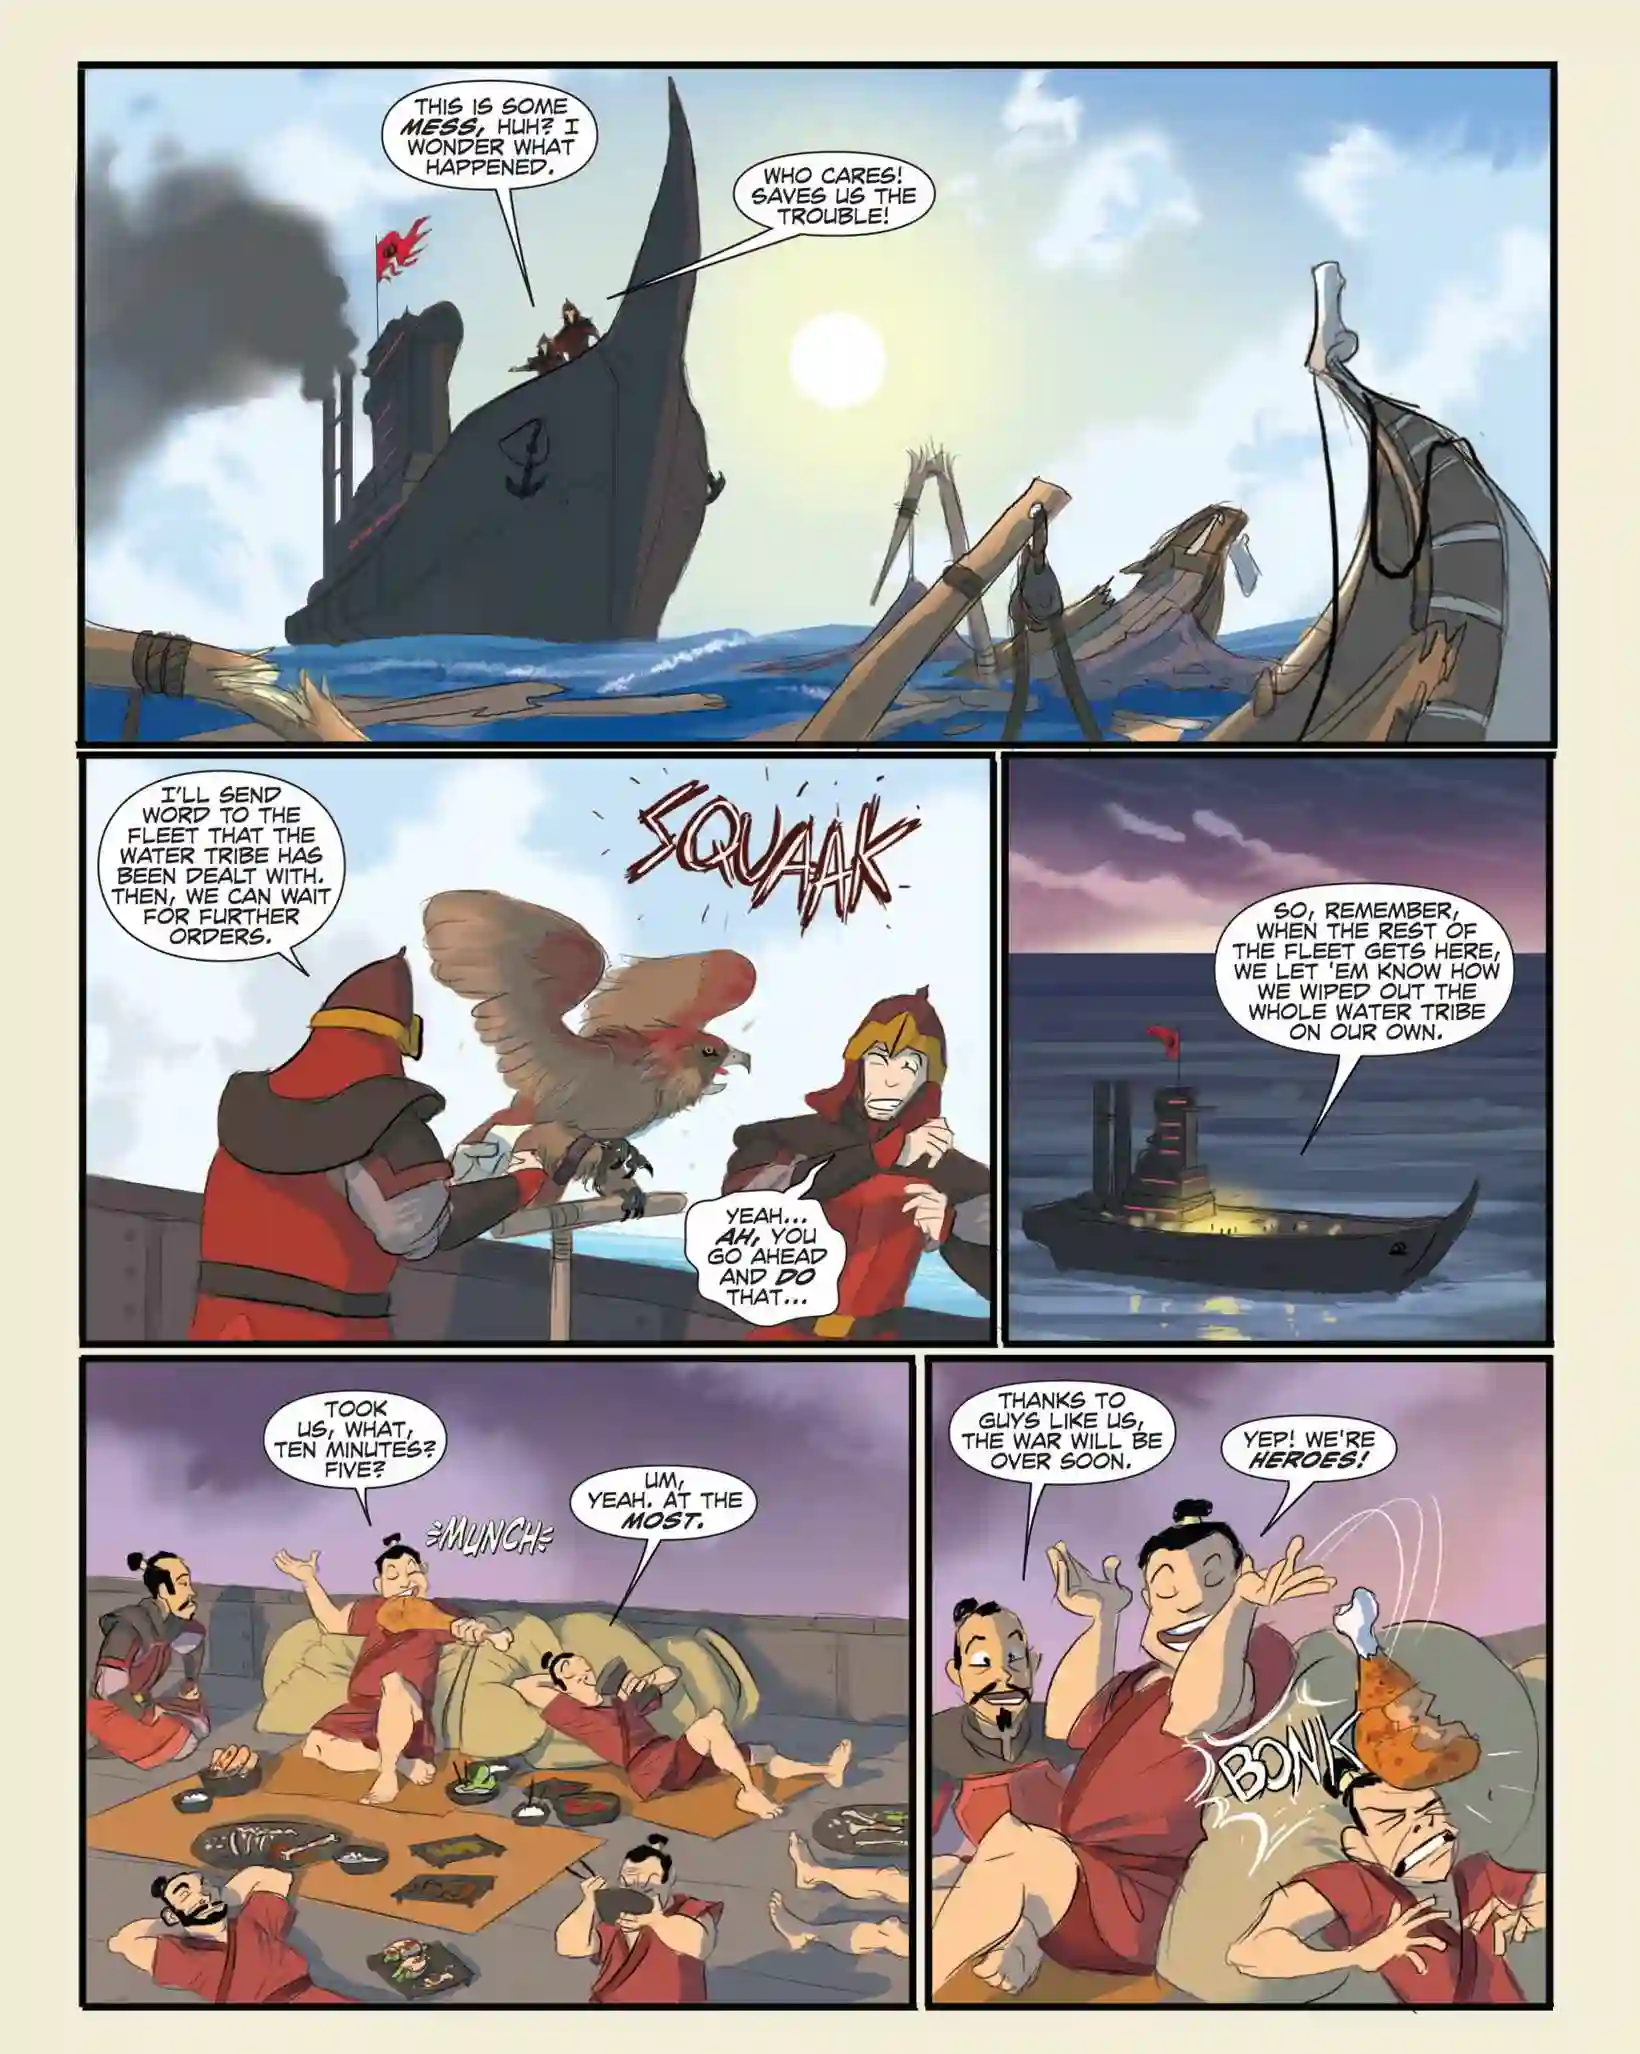 THIS IS SOME
MESS, HUH? I
WONDER WHAT
HAPPENED.
WHO CARES!
SAVES US THE
TROUBLE!
I'LL SEND
WORD TO THE
FLEET THAT THE
WATER TRIBE HAS
BEEN DEALT WITH.
THEN, WE CAN WAIT
FOR FURTHER
ORDERS.
SQUAAK
YEAH...
AH, YOU
GO AHEAD
AND DO
THAT...
SO, REMEMBER,
WHEN THE REST OF
THE FLEET GETS HERE,
WE LET 'EM KNOW HOW
WE WIPED OUT THE
WHOLE WATER TRIBE
ON OUR OWN.
TOOK
US, WHAT,
TEN MINUTES?
FIVE?
MUNCH
UM,
YEAH. AT THE
MOST.
THANKS TO
GUYS LIKE US,
THE WAR WILL BE
OVER SOON.
YEP! WE'RE
HEROES!
BONK